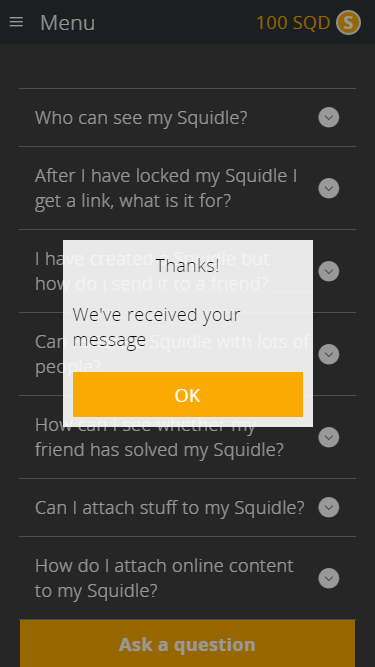 Menu
100 SQD S
Who can see my Squidle?
After I have locked my Squidle I
get a link, what is it for?
I have created a Squidle but
how do i send it to a friend?
Thanks!
We've received your
message
Can Squidle with lots of
people?
OK
How can I see whether my
friend has solved my Squidle?
Can I attach stuff to my Squidle?
How do I attach online content
to my Squidle?
Ask a question